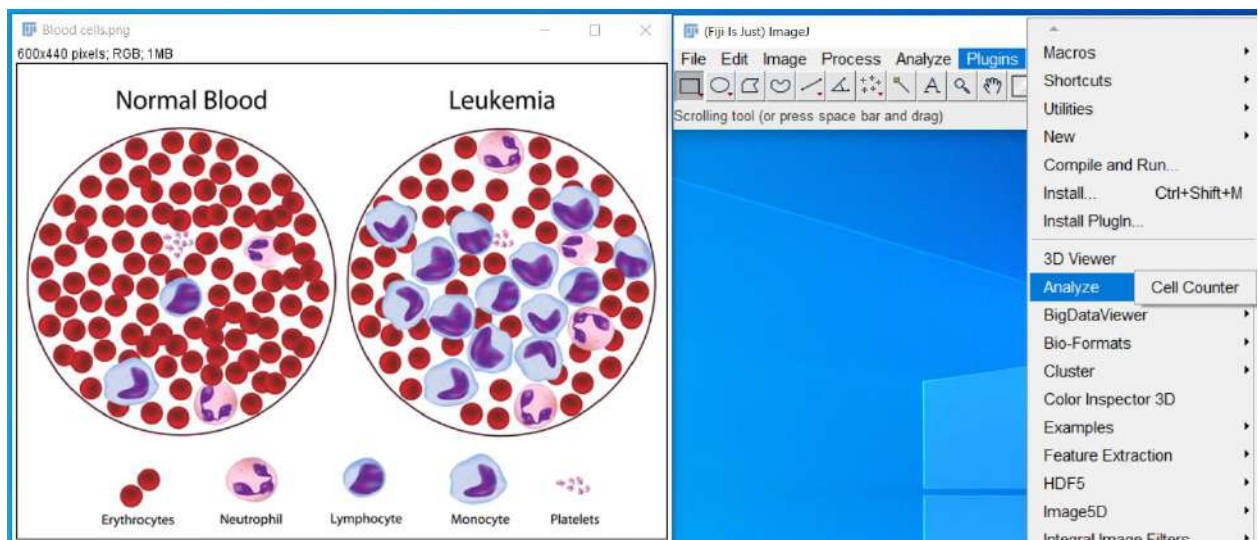 Blood cells.png
600x440 pixels; RGB; 1MB
Normal Blood
Leukemia
Erythrocytes
Neutrophil
Lymphocyte
Monocyte
Platelets
(Fiji Is Just) ImageJ
File Edit Image Process Analyze Plugins
A
Scrolling tool (or press space bar and drag)
Macros
Shortcuts
Utilities
New
Compile and Run...
Install... Ctrl+Shift+M
Install PlugIn...
3D Viewer
Analyze
Cell Counter
BigDataViewer
Bio-Formats
Cluster
Color Inspector 3D
Examples
Feature Extraction
HDF5
Image5D
Integral Image Filters